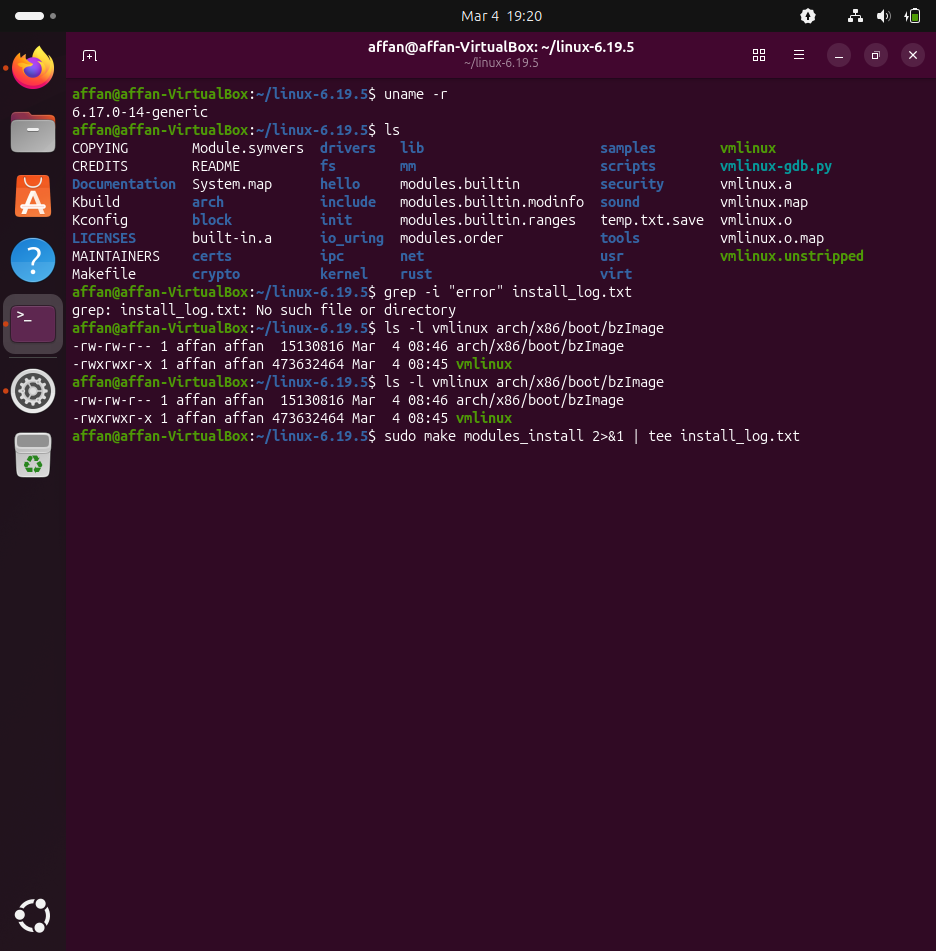 Mar 4 19:20
affan@affan-VirtualBox: ~/linux-6.19.5
~/linux-6.19.5
affan@affan-VirtualBox:~/linux-6.19.5$ uname -r
6.17.0-14-generic
affan@affan-VirtualBox:~/linux-6.19.5$ ls
COPYING Module.symvers drivers lib samples vmlinux
CREDITS README fs mm scripts vmlinux-gdb.py
Documentation System.map hello modules.builtin security vmlinux.a
Kbuild arch include modules.builtin.modinfo sound vmlinux.map
Kconfig block init modules.builtin.ranges temp.txt.save vmlinux.o
LICENSES built-in.a io_uring modules.order tools vmlinux.o.map
MAINTAINERS certs ipc net usr vmlinux.unstripped
Makefile crypto kernel rust virt
affan@affan-VirtualBox:~/linux-6.19.5$ grep -i "error" install_log.txt
grep: install_log.txt: No such file or directory
affan@affan-VirtualBox:~/linux-6.19.5$ ls -l vmlinux arch/x86/boot/bzImage
-rw-rw-r-- 1 affan affan 15130816 Mar 4 08:46 arch/x86/boot/bzImage
-rwxrwxr-x 1 affan affan 473632464 Mar 4 08:45 vmlinux
affan@affan-VirtualBox:~/linux-6.19.5$ ls -l vmlinux arch/x86/boot/bzImage
-rw-rw-r-- 1 affan affan 15130816 Mar 4 08:46 arch/x86/boot/bzImage
-rwxrwxr-x 1 affan affan 473632464 Mar 4 08:45 vmlinux
affan@affan-VirtualBox:~/linux-6.19.5$ sudo make modules_install 2>&1 | tee install_log.txt